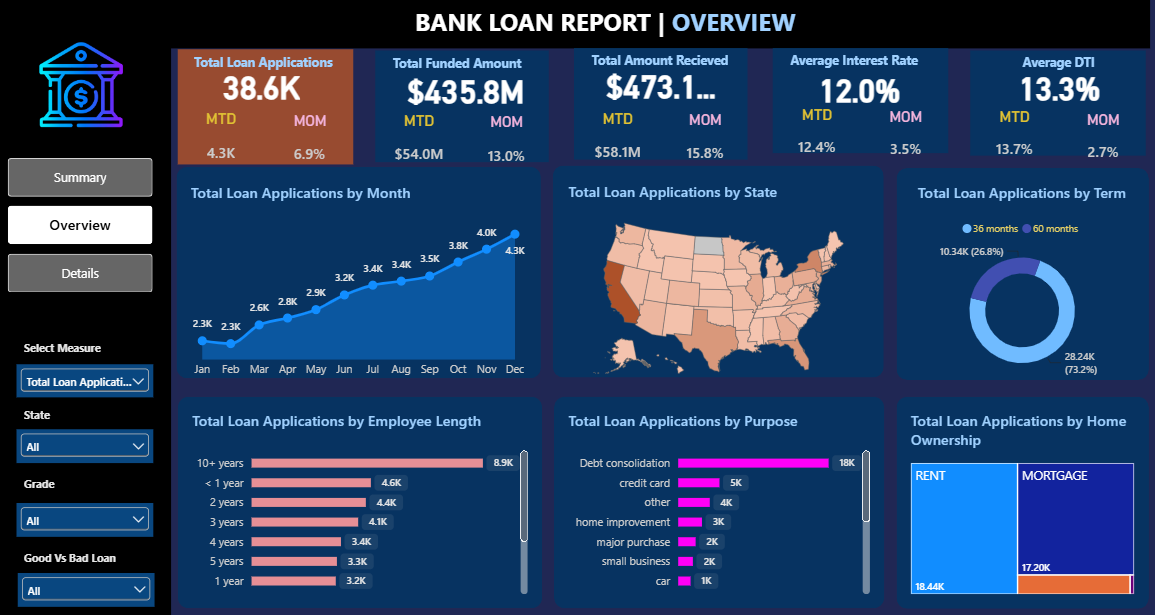 BANK LOAN REPORT | OVERVIEW
Total Loan Applications
38.6K
MTD
MOM
4.3K
6.9%
Total Funded Amount
$435.8M
MTD
MOM
$54.0M
13.0%
Total Amount Recieved
$473.1...
MTD
MOM
$58.1M
15.8%
Average Interest Rate
12.0%
MTD
MOM
12.4%
3.5%
Average DTI
13.3%
MTD
MOM
13.7%
2.7%
Summary
Overview
Details
Select Measure
Total Loan Applicati...
State
All
Grade
All
Good Vs Bad Loan
All
Total Loan Applications by Month
2.3K
2.3K
2.6K
2.8K
2.9K
3.2K
3.4K
3.4K
3.5K
3.8K
4.0K
4.3K
Jan Feb Mar Apr May Jun Jul Aug Sep Oct Nov Dec
Total Loan Applications by State
Total Loan Applications by Term
36 months 60 months
10.34K (26.8%)
28.24K
(73.2%)
Total Loan Applications by Employee Length
10+ years 8.9K
< 1 year 4.6K
2 years 4.4K
3 years 4.1K
4 years 3.4K
5 years 3.3K
1 year 3.2K
Total Loan Applications by Purpose
Debt consolidation 18K
credit card 5K
other 4K
home improvement 3K
major purchase 2K
small business 2K
car 1K
Total Loan Applications by Home
Ownership
RENT
18.44K
MORTGAGE
17.20K